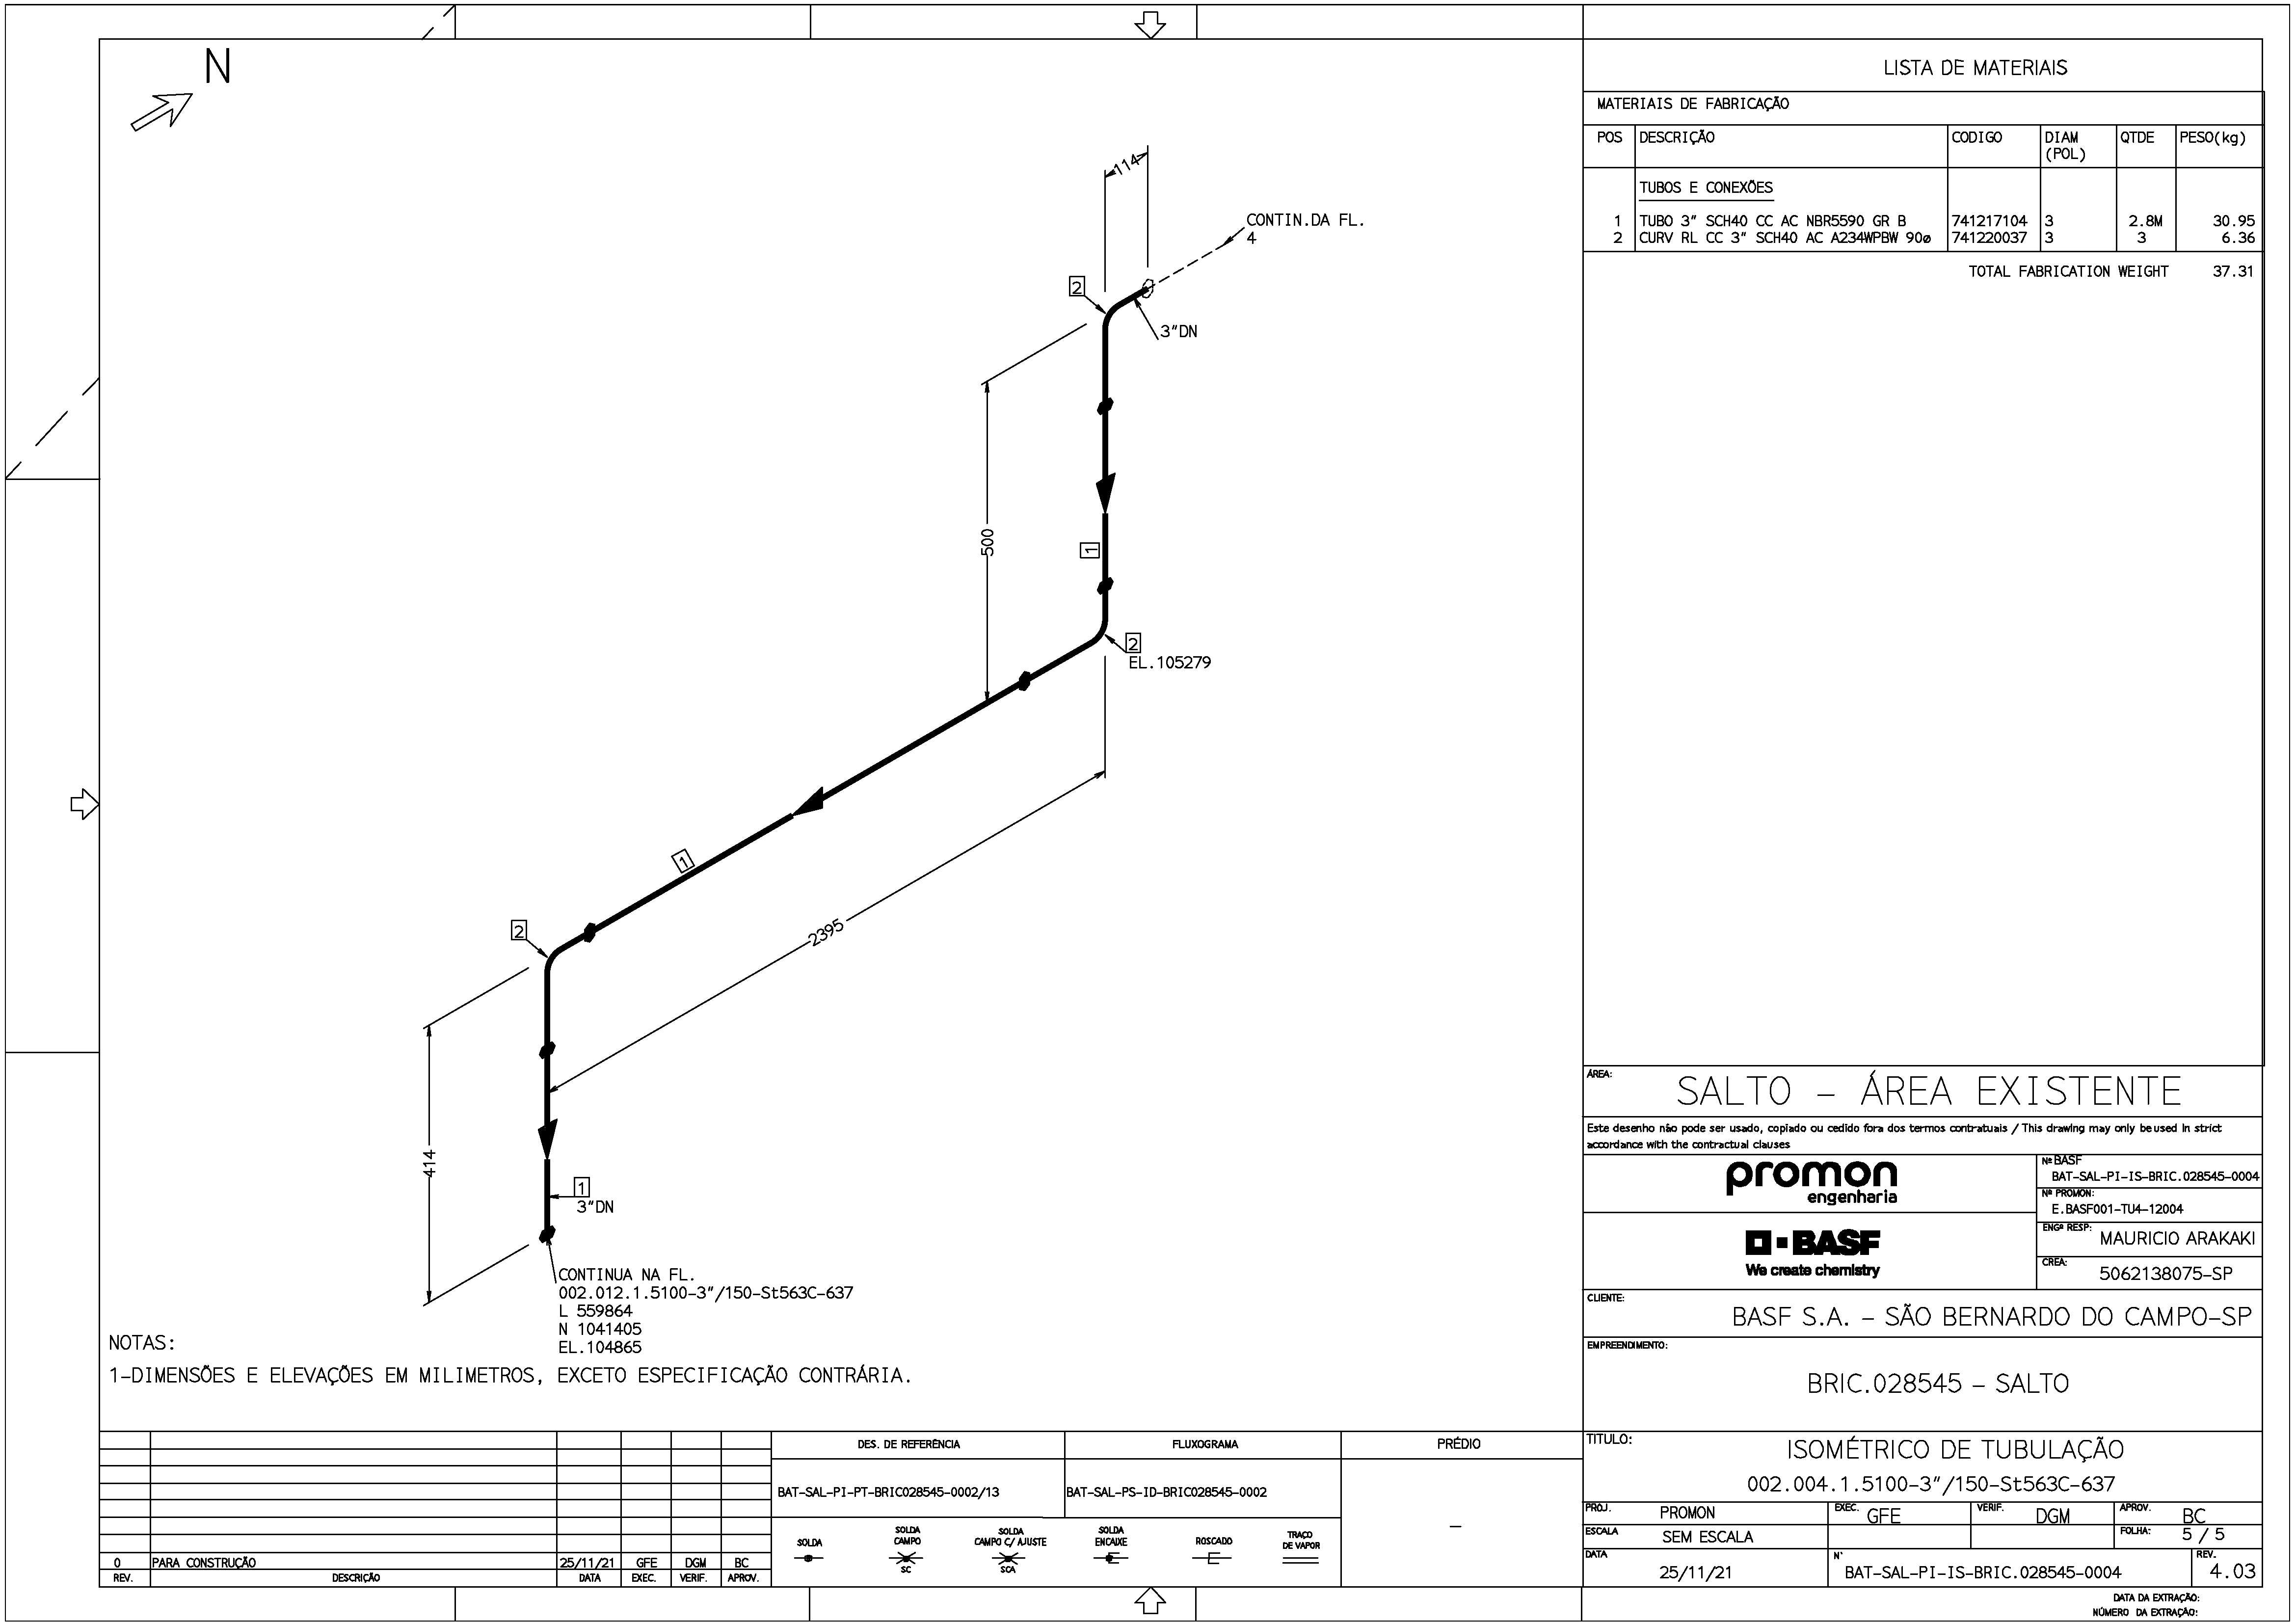 N
LISTA DE MATERIAIS
MATERIAIS DE FABRICAÇÃO
POS DESCRIÇÃO CODIGO DIAM (POL) QTDE PESO(kg)
TUBOS E CONEXÕES
1 TUBO 3" SCH40 CC AC NBR5590 GR B 741217104 3 2.8M 30.95
2 CURV RL CC 3" SCH40 AC A234WPBW 90ø 741220037 3 3 6.36
TOTAL FABRICATION WEIGHT 37.31
114
CONTIN.DA FL.
4
2
3"DN
500
1
2
EL.105279
1
2
2395
414
1
3"DN
CONTINUA NA FL.
002.012.1.5100-3"/150-St563C-637
L 559864
N 1041405
EL.104865
NOTAS:
1-DIMENSÕES E ELEVAÇÕES EM MILIMETROS, EXCETO ESPECIFICAÇÃO CONTRÁRIA.
ÁREA:
SALTO - ÁREA EXISTENTE
Este desenho não pode ser usado, copiado ou cedido fora dos termos contratuais / This drawing may only be used in strict
accordance with the contractual clauses
promon
engenharia
Nº BASF
BAT-SAL-PI-IS-BRIC.028545-0004
Nº PROMON:
E.BASF001-TU4-12004
BASF
We create chemistry
ENGº RESP:
MAURICIO ARAKAKI
CREA:
5062138075-SP
CLIENTE:
BASF S.A. - SÃO BERNARDO DO CAMPO-SP
EMPREENDIMENTO:
BRIC.028545 - SALTO
TITULO:
ISOMÉTRICO DE TUBULAÇÃO
002.004.1.5100-3"/150-St563C-637
PROJ. PROMON EXEC. GFE VERIF. DGM APROV. BC
ESCALA SEM ESCALA FOLHA: 5 / 5
DATA 25/11/21 N° BAT-SAL-PI-IS-BRIC.028545-0004 REV. 4.03
DES. DE REFERÊNCIA FLUXOGRAMA PRÉDIO
BAT-SAL-PI-PT-BRIC028545-0002/13 BAT-SAL-PS-ID-BRIC028545-0002 -
SOLDA
SOLDA CAMPO
SC
SOLDA CAMPO C/ AJUSTE
SCA
SOLDA ENCAIXE
ROSCADO
TRAÇO DE VAPOR
0 PARA CONSTRUÇÃO 25/11/21 GFE DGM BC
REV. DESCRIÇÃO DATA EXEC. VERIF. APROV.
DATA DA EXTRAÇÃO:
NÚMERO DA EXTRAÇÃO: